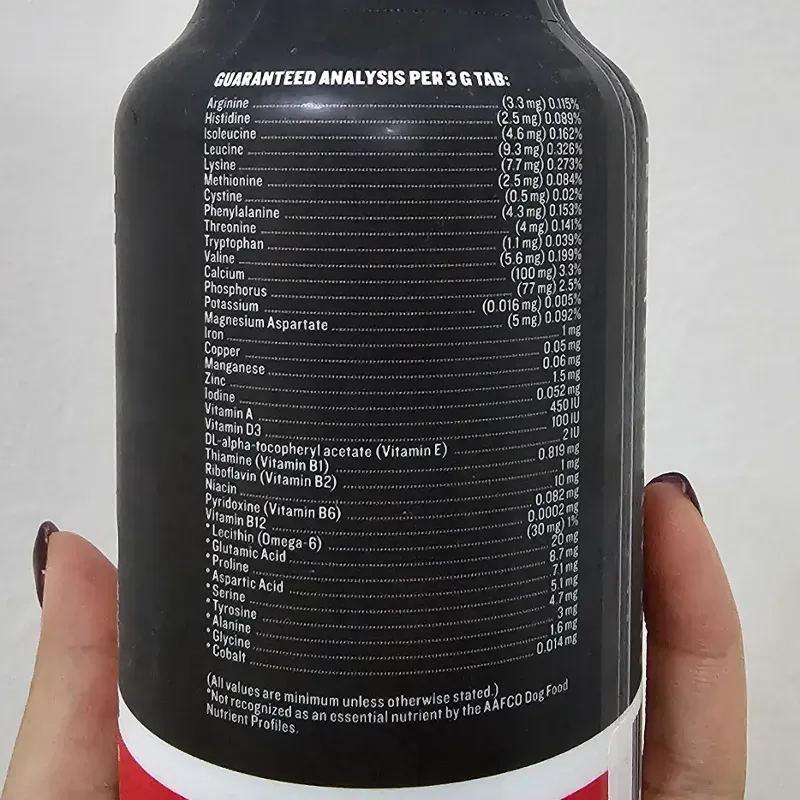 GUARANTEED ANALYSIS PER 3 G TAB:
Arginine (3.3 mg) 0.115%
Histidine (2.5 mg) 0.089%
Isoleucine (4.6 mg) 0.162%
Leucine (9.3 mg) 0.326%
Lysine (7.7 mg) 0.273%
Methionine (2.5 mg) 0.084%
Cystine (0.5 mg) 0.02%
Phenylalanine (4.3 mg) 0.153%
Threonine (4 mg) 0.141%
Tryptophan (1.1 mg) 0.039%
Valine (5.6 mg) 0.199%
Calcium (100 mg) 3.3%
Phosphorus (77 mg) 2.5%
Potassium (0.016 mg) 0.005%
Magnesium Aspartate (5 mg) 0.092%
Iron 1 mg
Copper 0.05 mg
Manganese 0.06 mg
Zinc 1.5 mg
Iodine 0.052 mg
Vitamin A 450 IU
Vitamin D3 100 IU
DL-alpha-tocopheryl acetate (Vitamin E) 2 IU
Thiamine (Vitamin B1) 0.819 mg
Riboflavin (Vitamin B2) 1 mg
Niacin 10 mg
Pyridoxine (Vitamin B6) 0.082 mg
Vitamin B12 0.0002 mg
*Lecithin (Omega-6) (30 mg) 1%
*Glutamic Acid 20 mg
*Proline 8.7 mg
*Aspartic Acid 7.1 mg
*Serine 5.1 mg
*Tyrosine 4.7 mg
*Alanine 3 mg
*Glycine 1.6 mg
*Cobalt 0.014 mg
(All values are minimum unless otherwise stated.)
*Not recognized as an essential nutrient by the AAFCO Dog Food
Nutrient Profiles.